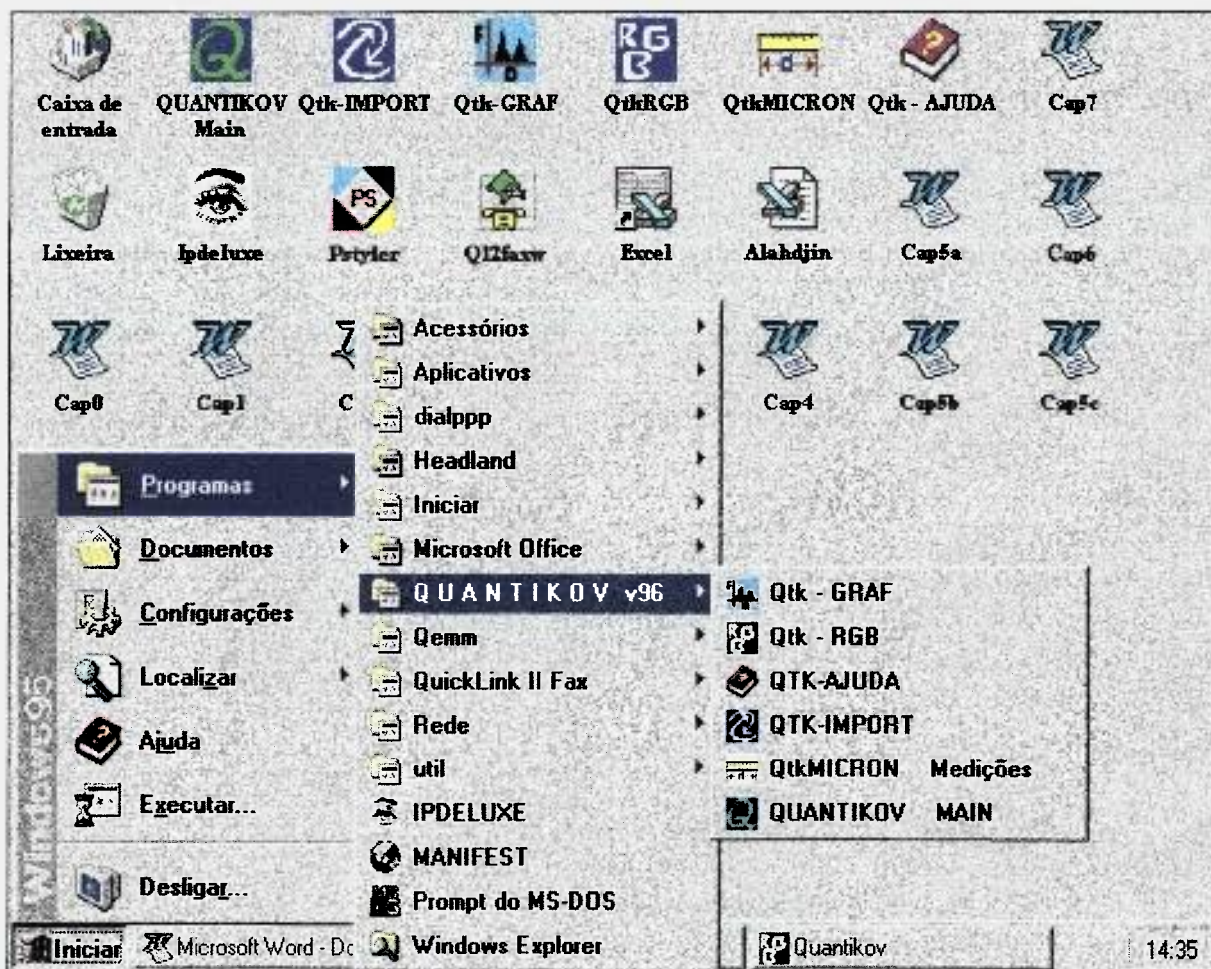 Caixa de entrada
QUANTIKOV Main
Qtk-IMPORT
Qtk-GRAF
QtkRGB
QtkMICRON
Qtk - AJUDA
Cap7
Lixeira
Ipdeluxe
PS
Pstyler
Q12faxw
Excel
Alahdjin
Cap5a
Cap6
Cap0
Cap1
C
Cap4
Cap5b
Cap5c
Windows95
Programas
Documentos
Configurações
Localizar
Ajuda
Executar...
Desligar...
Acessórios
Aplicativos
dialppp
Headland
Iniciar
Microsoft Office
QUANTIKOV v96
Qemm
QuickLink II Fax
Rede
util
IPDELUXE
MANIFEST
Prompt do MS-DOS
Windows Explorer
Qtk - GRAF
Qtk - RGB
QTK-AJUDA
QTK-IMPORT
QtkMICRON Medições
QUANTIKOV MAIN
Iniciar
Microsoft Word - Do
Quantikov
14:35